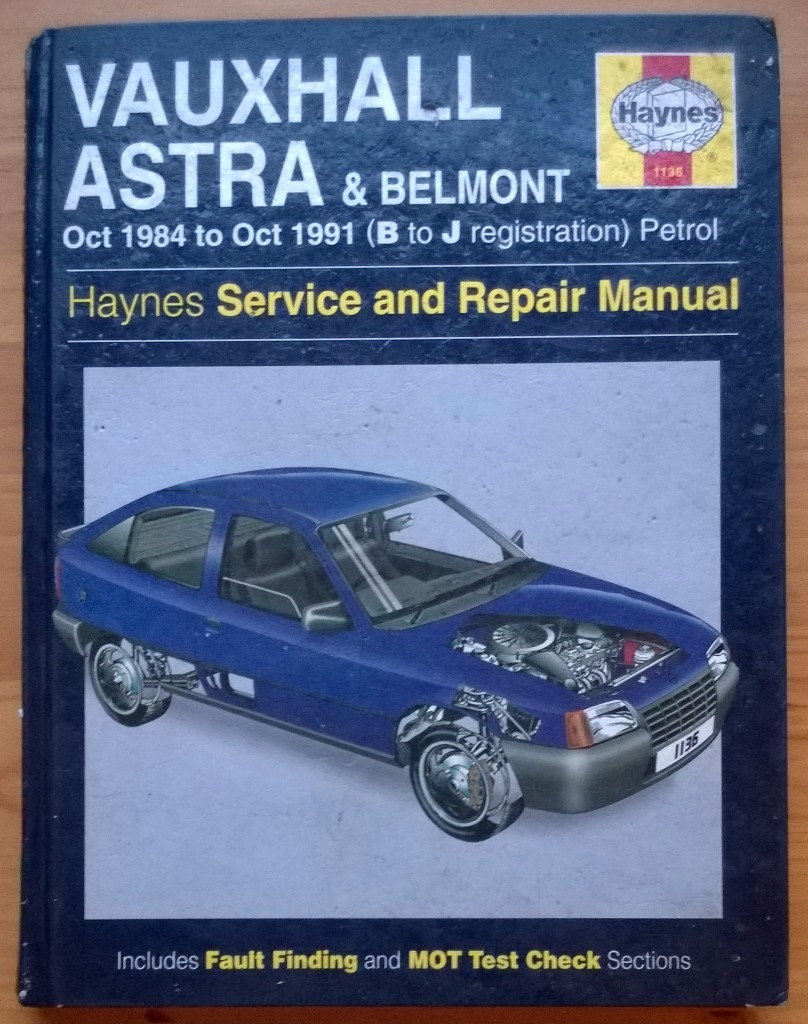 VAUXHALL
ASTRA & BELMONT
Haynes
®
1136
Oct 1984 to Oct 1991 (B to J registration) Petrol
Haynes Service and Repair Manual
1136
Includes Fault Finding and MOT Test Check Sections